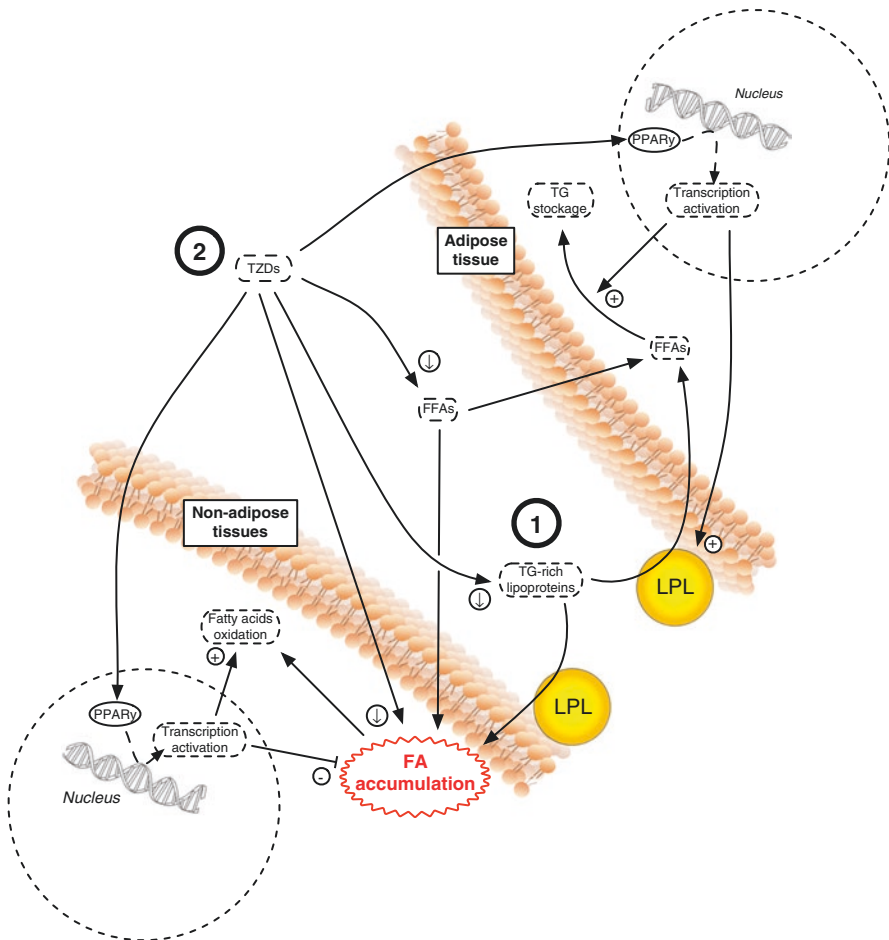 Nucleus
PPARγ
TG
stockage
Transcription
activation
Adipose
tissue
2
TZDs
+
↓
FFAs
FFAs
Non-adipose
tissues
1
+
TG-rich
lipoproteins
↓
LPL
Fatty acids
oxidation
+
LPL
PPARγ
↓
Transcription
activation
FA
accumulation
-
Nucleus